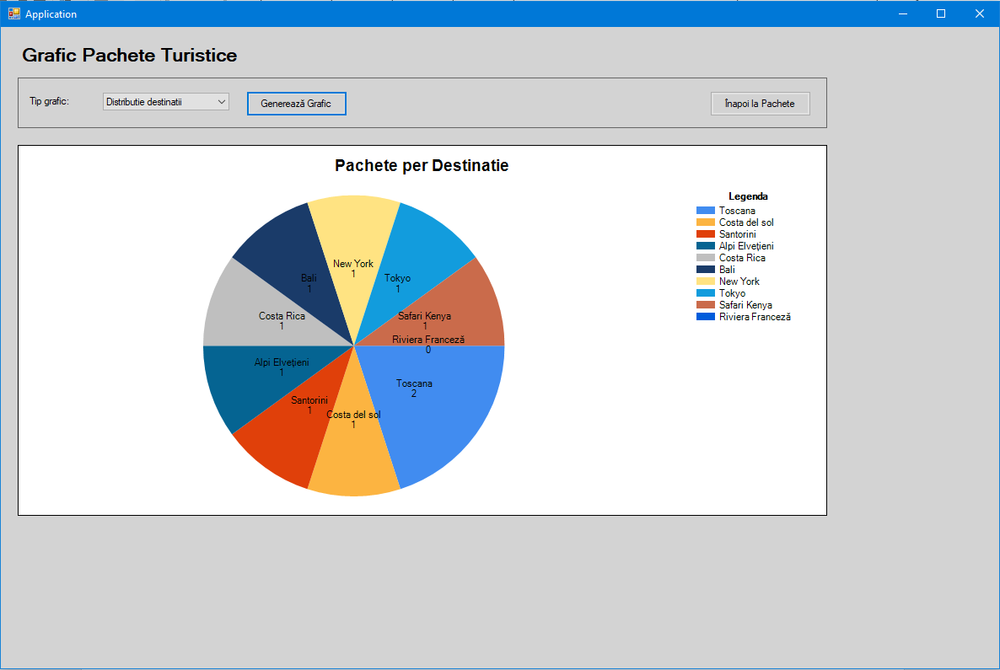 Application
Grafic Pachete Turistice
Tip grafic:
Distributie destinatii
Generează Grafic
Înapoi la Pachete
Pachete per Destinatie
Legenda
Toscana
Costa del sol
Santorini
Alpi Elvețieni
Costa Rica
Bali
New York
Tokyo
Safari Kenya
Riviera Franceză
New York
1
Bali
1
Tokyo
1
Costa Rica
1
Safari Kenya
1
Riviera Franceză
0
Alpi Elvețieni
1
Toscana
2
Santorini
1
Costa del sol
1